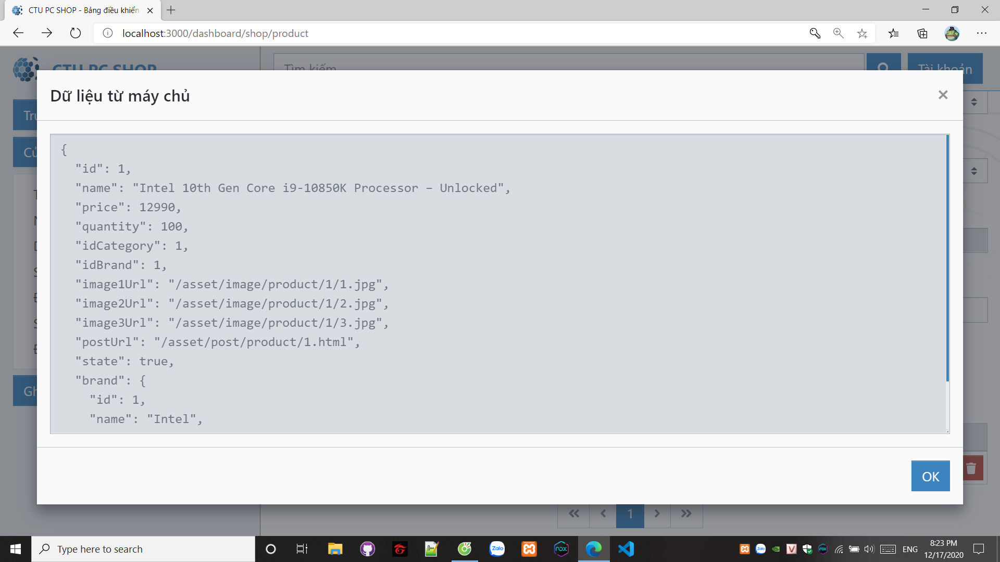 CTU PC SHOP - Bảng điều khiển
localhost:3000/dashboard/shop/product
CTU PC SHOP
Tìm kiếm
Tài khoản
Dữ liệu từ máy chủ
{
"id": 1,
"name": "Intel 10th Gen Core i9-10850K Processor – Unlocked",
"price": 12990,
"quantity": 100,
"idCategory": 1,
"idBrand": 1,
"image1Url": "/asset/image/product/1/1.jpg",
"image2Url": "/asset/image/product/1/2.jpg",
"image3Url": "/asset/image/product/1/3.jpg",
"postUrl": "/asset/post/product/1.html",
"state": true,
"brand": {
"id": 1,
"name": "Intel",
OK
1
Type here to search
Zalo
nox
ENG
8:23 PM
12/17/2020